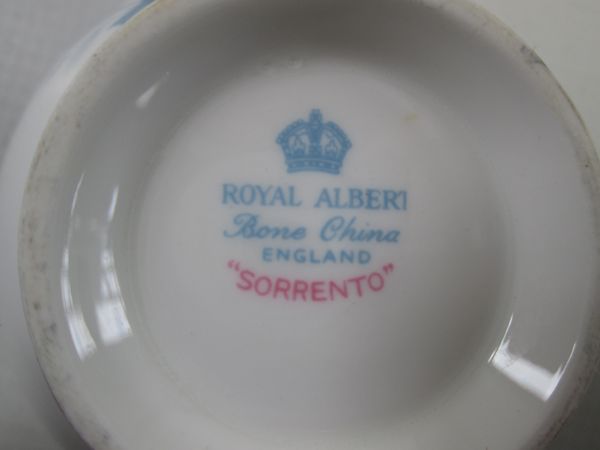 ROYAL ALBERT
Bone China
ENGLAND
"SORRENTO"